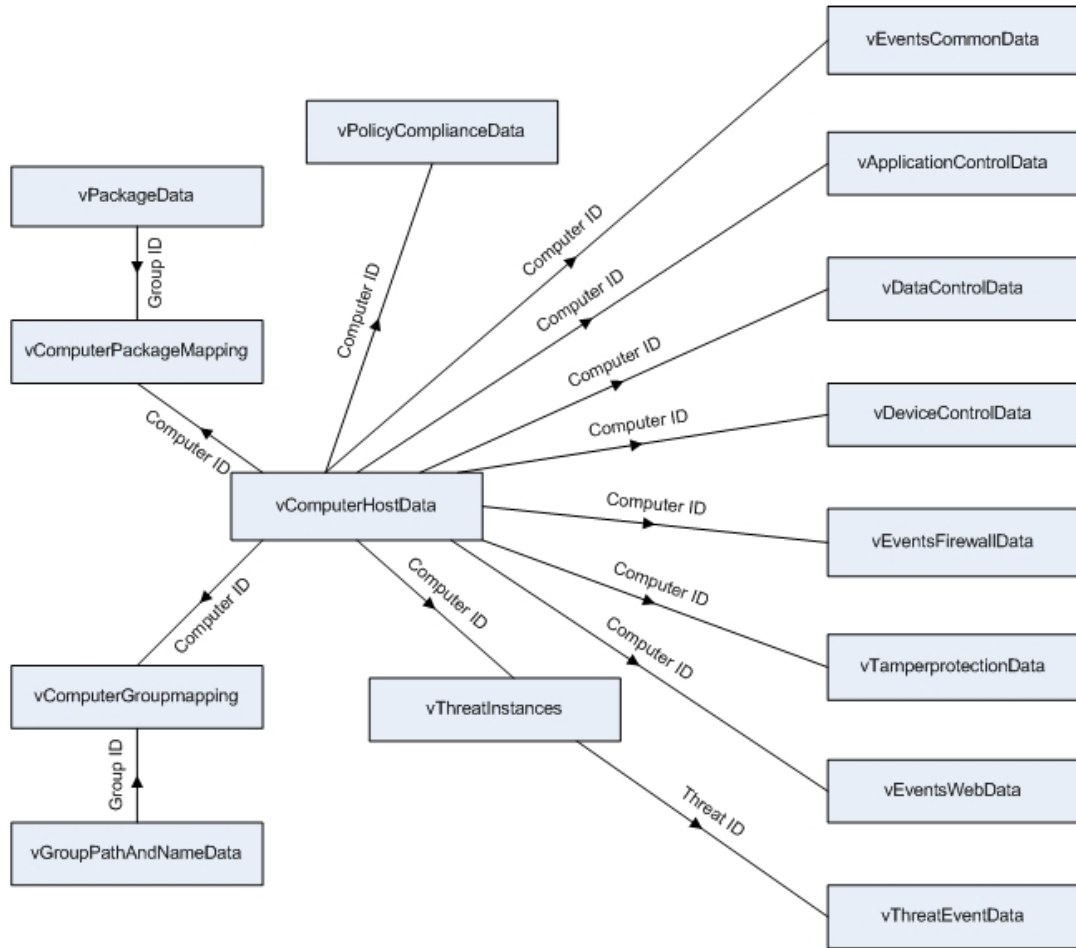 vEventsCommonData
vPolicyComplianceData
vApplicationControlData
vPackageData
Computer ID
Group ID
Computer ID
Computer ID
vDataControlData
vComputerPackageMapping
Computer ID
vDeviceControlData
Computer ID
Computer ID
vComputerHostData
Computer ID
vEventsFirewallData
Computer ID
Computer ID
Computer ID
Computer ID
vTamperprotectionData
vComputerGroupmapping
vThreatInstances
Group ID
vEventsWebData
Threat ID
vGroupPathAndNameData
vThreatEventData